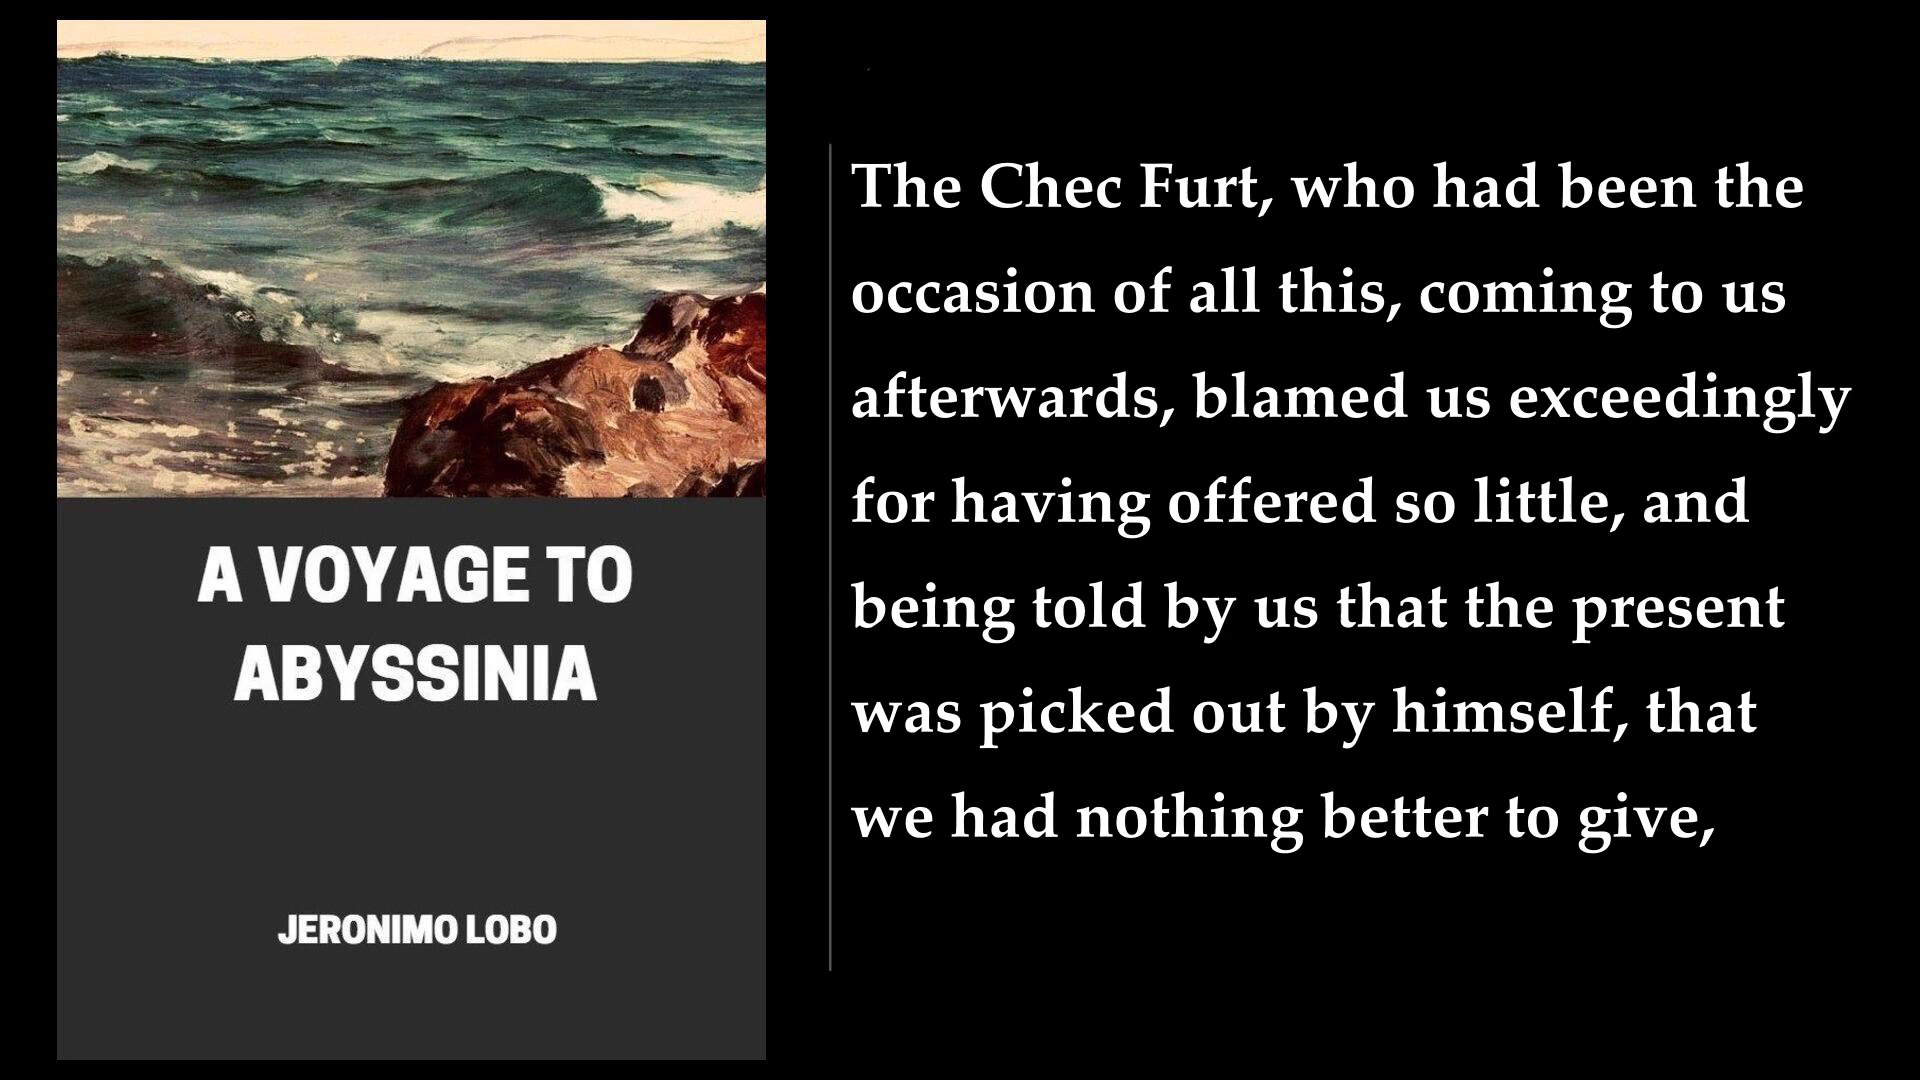 A VOYAGE TO
ABYSSINIA
JERONIMO LOBO
The Chec Furt, who had been the
occasion of all this, coming to us
afterwards, blamed us exceedingly
for having offered so little, and
being told by us that the present
was picked out by himself, that
we had nothing better to give,